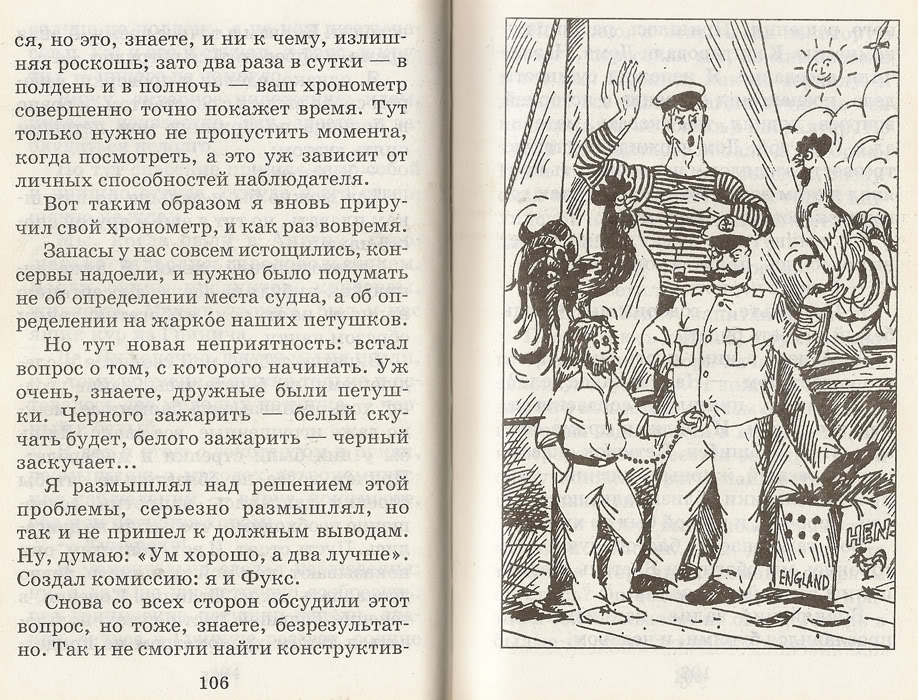 ся, но это, знаете, и ни к чему, излиш-
няя роскошь; зато два раза в сутки — в
полдень и в полночь — ваш хронометр
совершенно точно укажет время. Тут
только нужно не пропустить момента,
когда посмотреть, а это уж зависит от
личных способностей наблюдателя.
Вот таким образом я вновь приру-
чил свой хронометр, и как раз вовремя.
Запасы у нас совсем истощились, кон-
сервы надоели, и нужно было подумать
не об определении места судна, а об оп-
ределении на жарко́е наших петушков.
Но тут новая неприятность: встал
вопрос о том, с которого начинать. Уж
очень, знаете, дружные были петуш-
ки. Черного зажарить — белый ску-
чать будет, белого зажарить — черный
заскучает...
Я размышлял над решением этой
проблемы, серьезно размышлял, но
так и не пришел к должным выводам.
Ну, думаю: «Ум хорошо, а два лучше».
Создал комиссию: я и Фукс.
Снова со всех сторон обсудили этот
вопрос, но тоже, знаете, безрезультат-
но. Так и не смогли найти конструктив-
106
HEN
ENGLAND